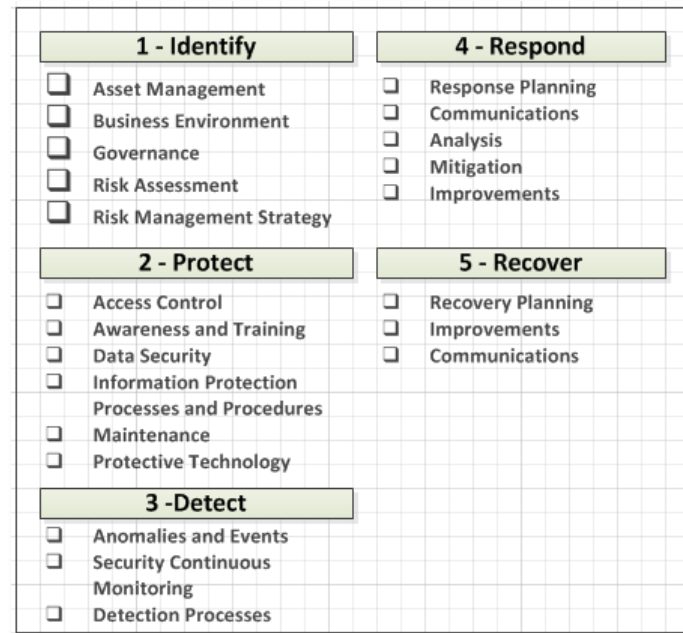 1 - Identify
Asset Management
Business Environment
Governance
Risk Assessment
Risk Management Strategy
2 - Protect
Access Control
Awareness and Training
Data Security
Information Protection
Processes and Procedures
Maintenance
Protective Technology
3 -Detect
Anomalies and Events
Security Continuous
Monitoring
Detection Processes
4 - Respond
Response Planning
Communications
Analysis
Mitigation
Improvements
5 - Recover
Recovery Planning
Improvements
Communications